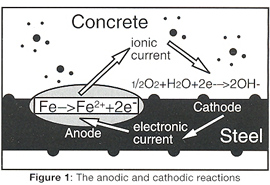 Concrete
ionic
current
1/2O2+H2O+2e-->2OH-
Fe->Fe2++2e-
Cathode
Anode
electronic
current
Steel
Figure 1: The anodic and cathodic reactions